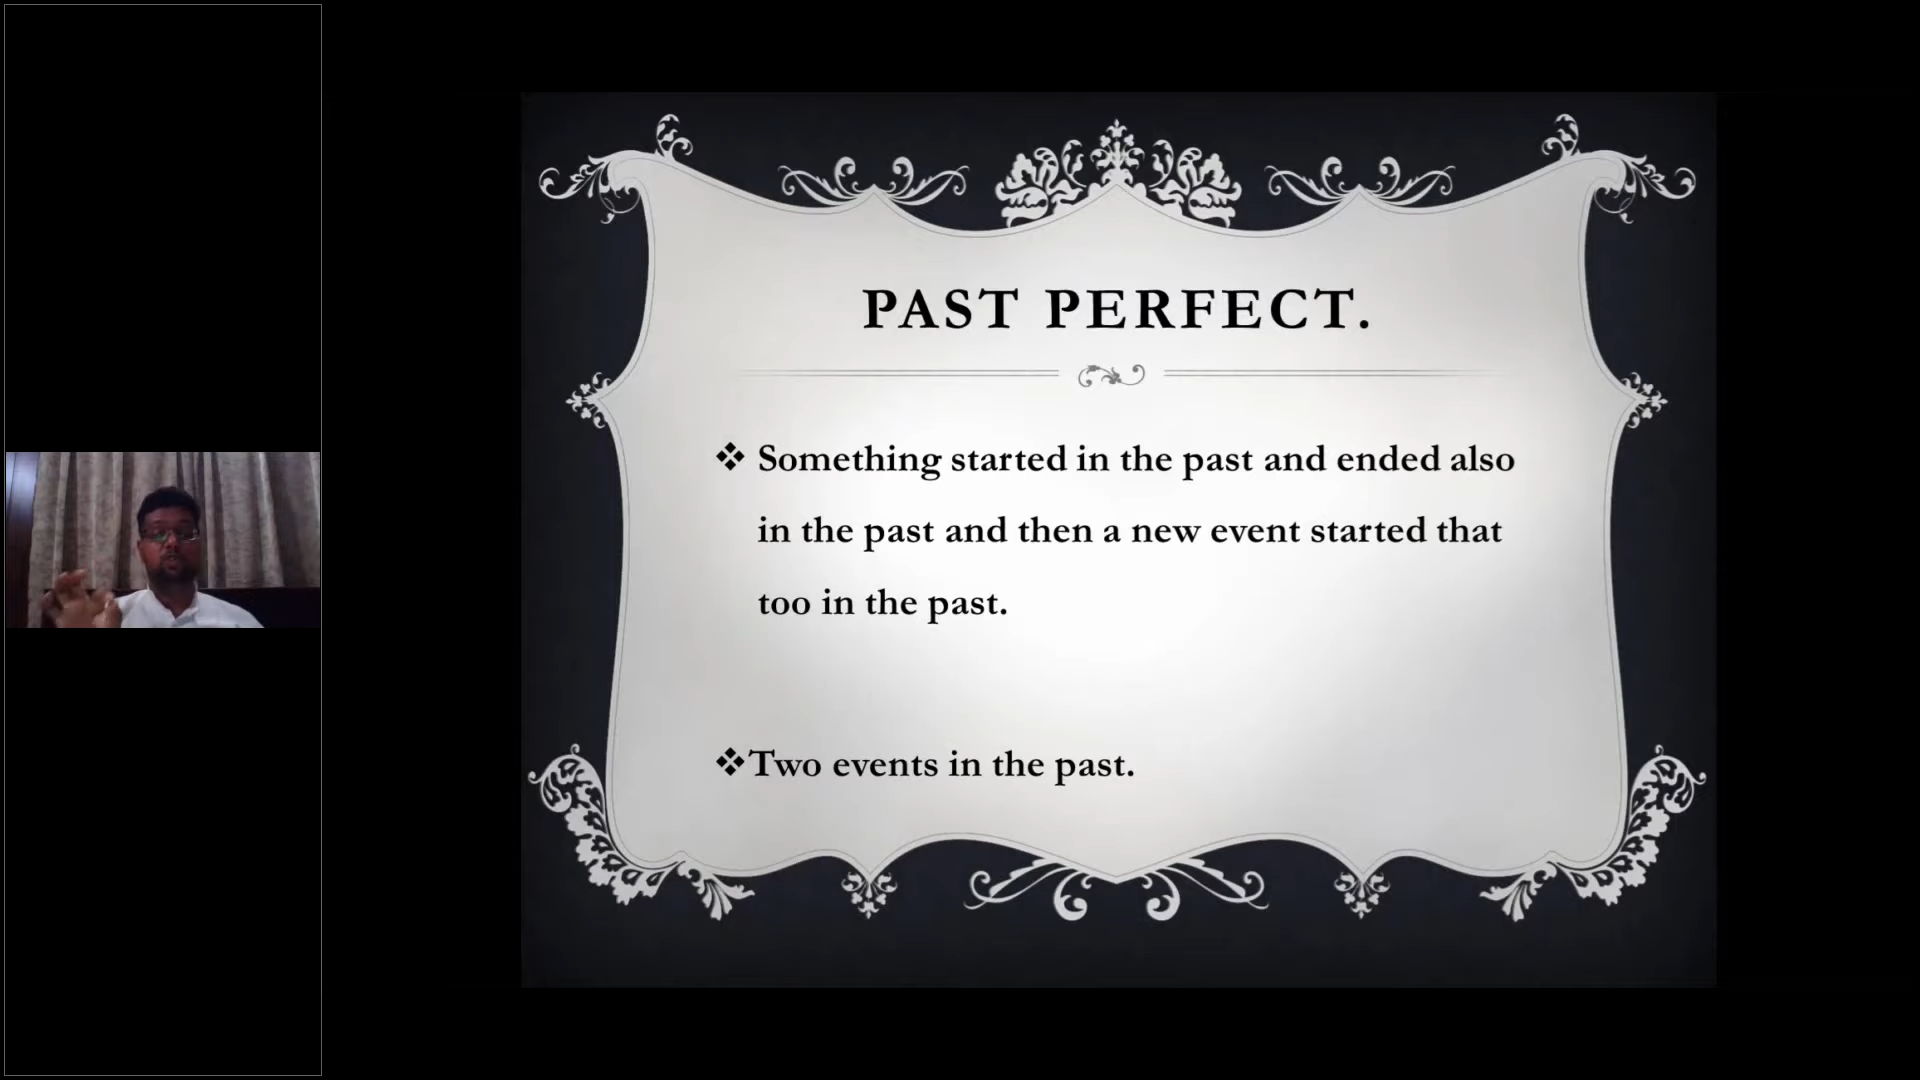 PAST PERFECT.
❖ Something started in the past and ended also
in the past and then a new event started that
too in the past.
❖Two events in the past.